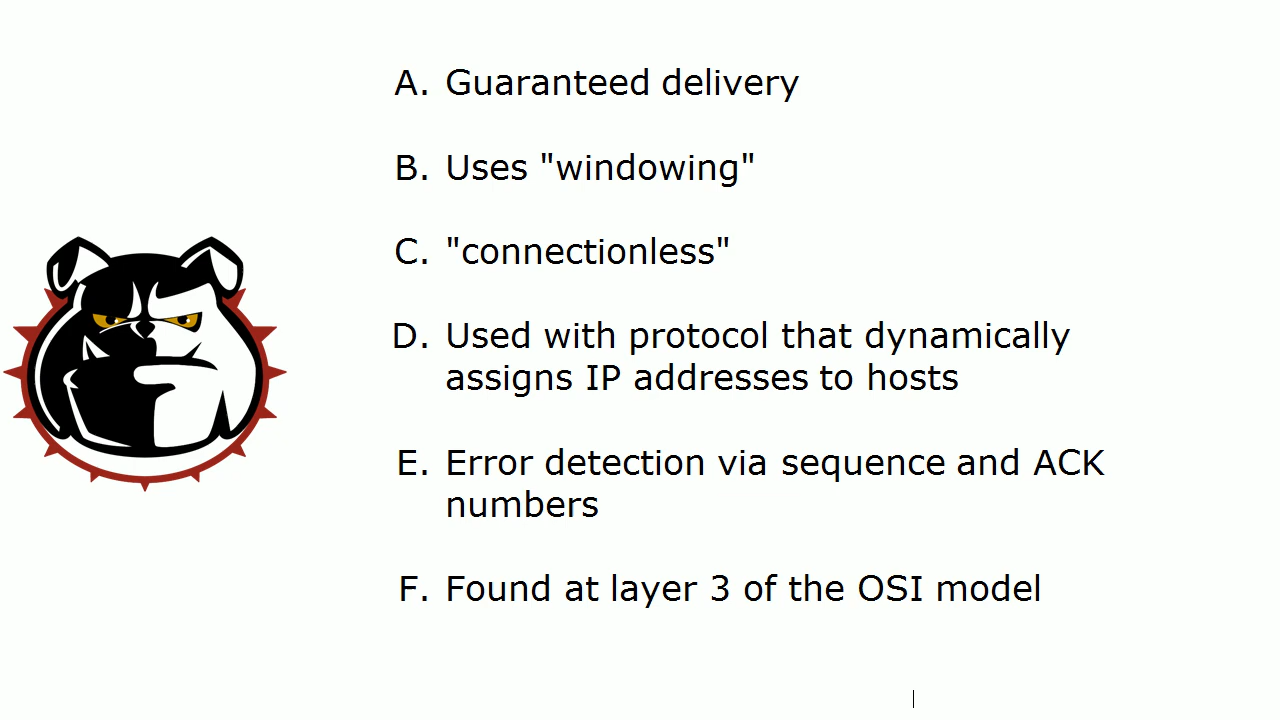 A. Guaranteed delivery
B. Uses "windowing"
C. "connectionless"
D. Used with protocol that dynamically
assigns IP addresses to hosts
E. Error detection via sequence and ACK
numbers
F. Found at layer 3 of the OSI model